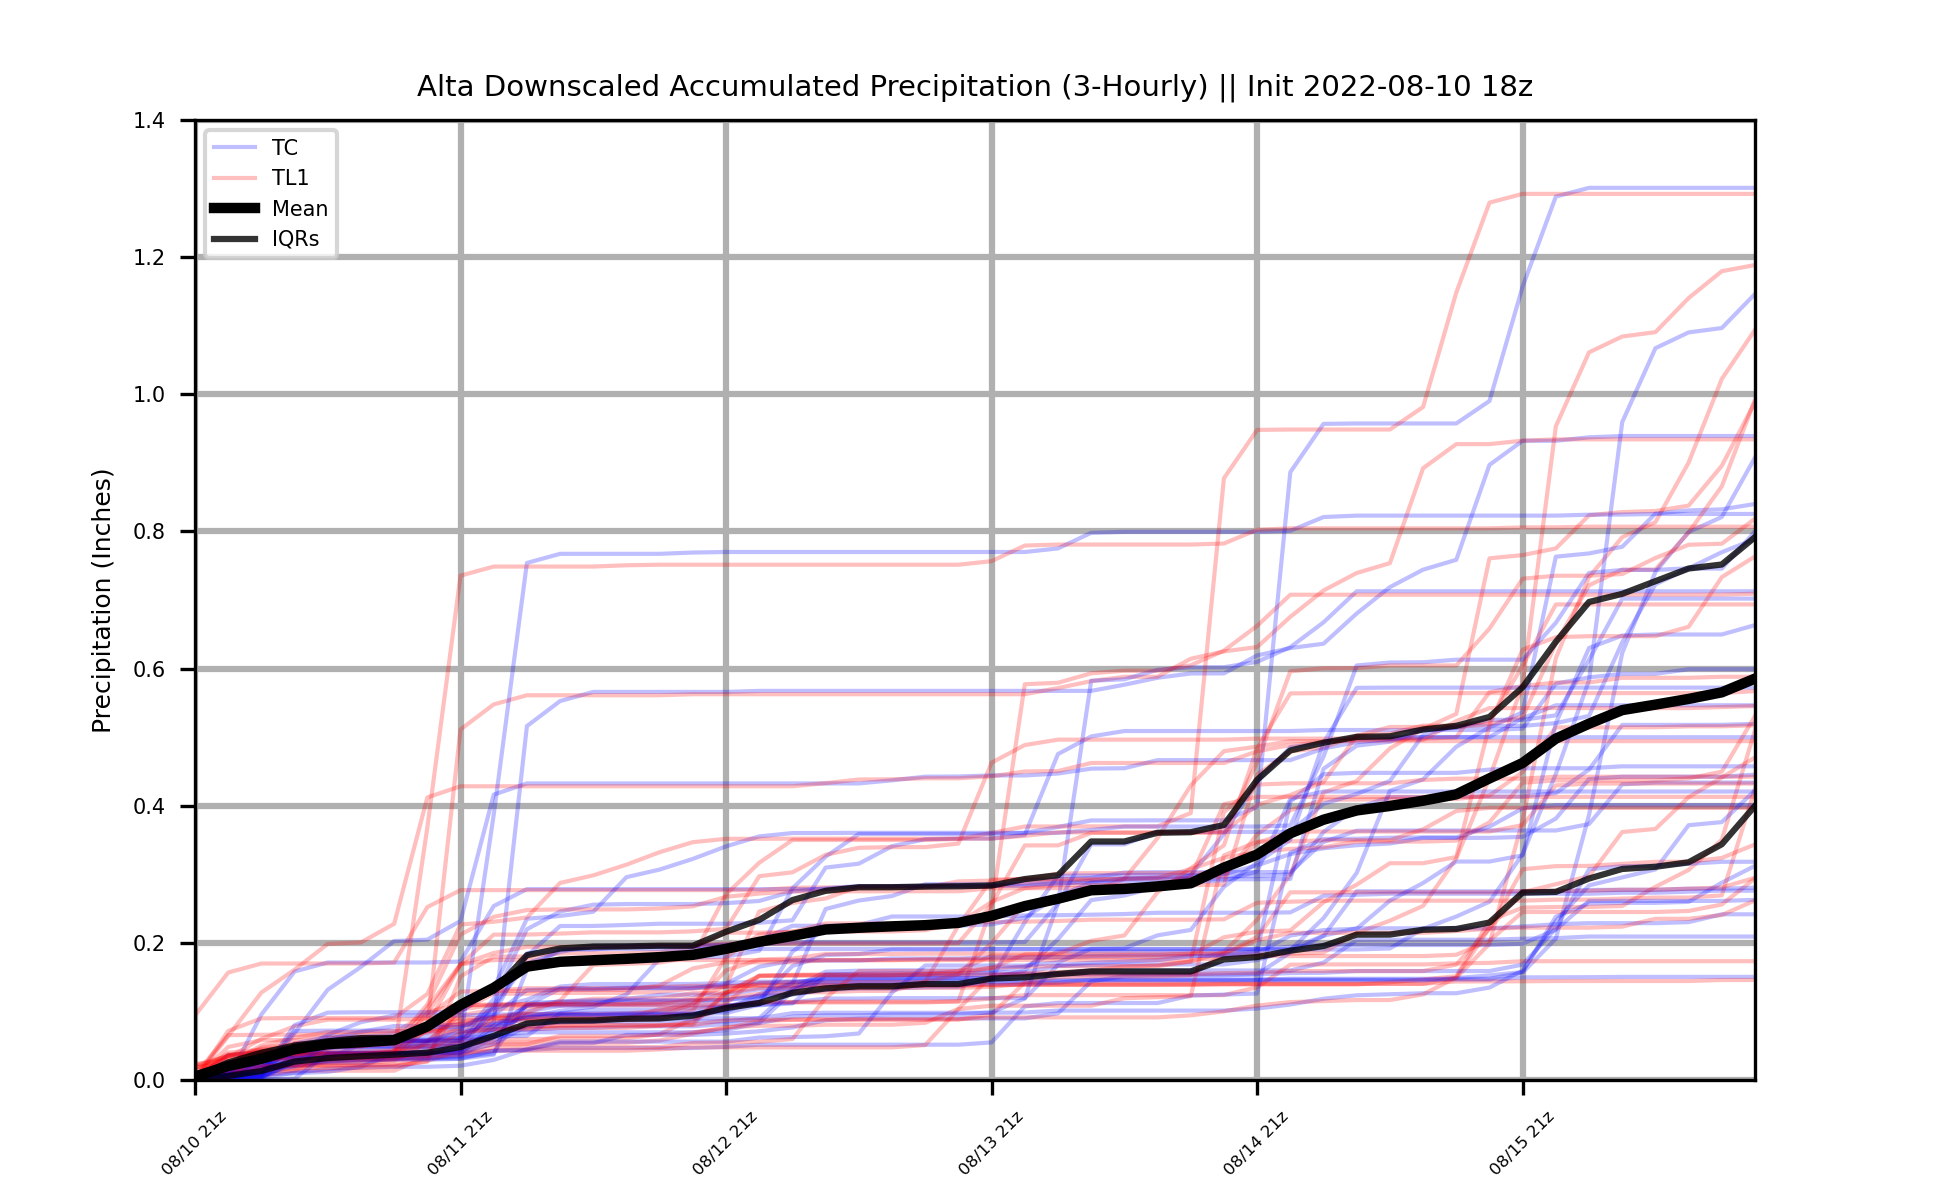 Alta Downscaled Accumulated Precipitation (3-Hourly) || Init 2022-08-10 18z
1.4
1.2
1.0
0.8
0.6
0.4
0.2
0.0
Precipitation (Inches)
TC
TL1
Mean
IQRs
08/10 21z
08/11 21z
08/12 21z
08/13 21z
08/14 21z
08/15 21z